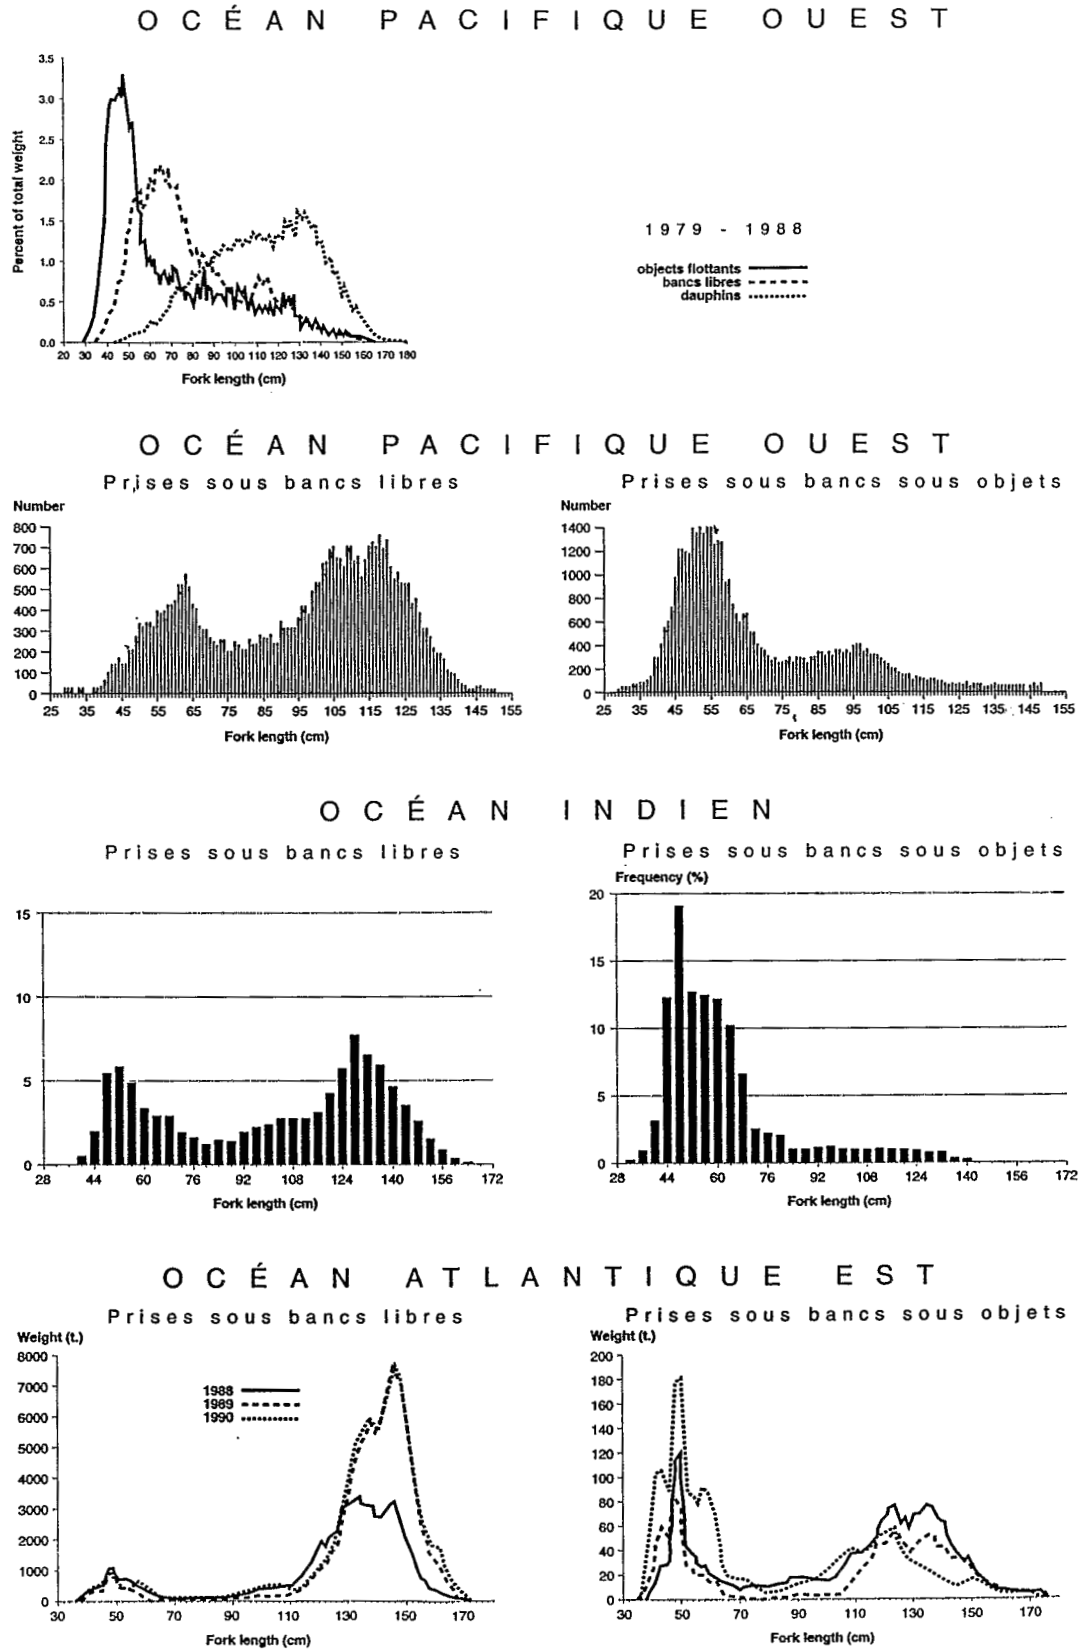 OCÉAN PACIFIQUE OUEST
3.5
3.0
2.5
2.0
1.5
1.0
0.5
0.0
Percent of total weight
20 30 40 50 60 70 80 90 100 110 120 130 140 150 160 170 180
Fork length (cm)
1979 - 1988
objects flottants
bancs libres
dauphins
OCÉAN PACIFIQUE OUEST
Prises sous bancs libres
Number
800
700
600
500
400
300
200
100
0
25 35 45 55 65 75 85 95 105 115 125 135 145 155
Fork length (cm)
Prises sous bancs sous objets
Number
1400
1200
1000
800
600
400
200
0
25 35 45 55 65 75 85 95 105 115 125 135 145 155
Fork length (cm)
OCÉAN INDIEN
Prises sous bancs libres
15
10
5
0
28 44 60 76 92 108 124 140 156 172
Fork length (cm)
Prises sous bancs sous objets
Frequency (%)
20
15
10
5
0
28 44 60 76 92 108 124 140 156 172
Fork length (cm)
OCÉAN ATLANTIQUE EST
Prises sous bancs libres
Weight (t.)
8000
7000
6000
5000
4000
3000
2000
1000
0
1988
1989
1990
30 50 70 90 110 130 150 170
Fork length (cm)
Prises sous bancs sous objets
Weight (t.)
200
180
160
140
120
100
80
60
40
20
0
30 50 70 90 110 130 150 170
Fork length (cm)